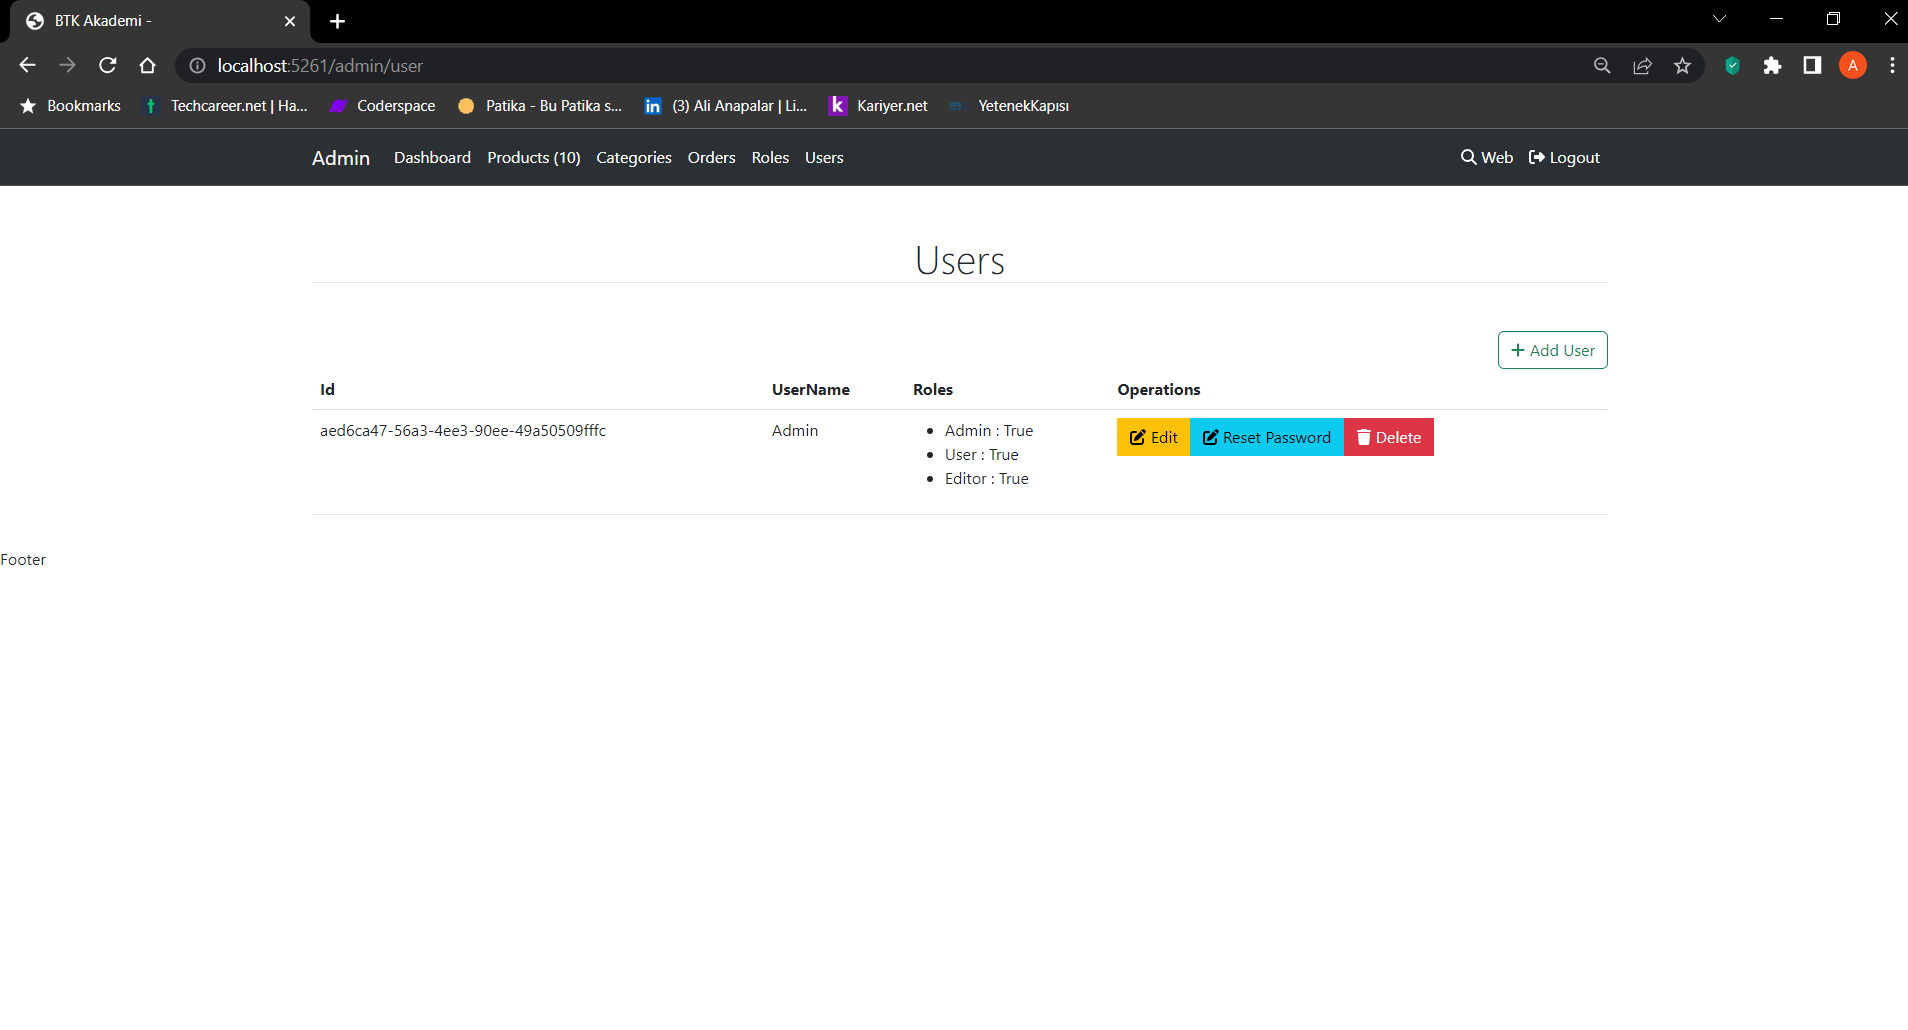 BTK Akademi -
localhost:5261/admin/user
A
Bookmarks Techcareer.net | Ha... Coderspace Patika - Bu Patika s... in (3) Ali Anapalar | Li... k Kariyer.net YetenekKapısı
Admin Dashboard Products (10) Categories Orders Roles Users Web Logout
Users
+ Add User
Id UserName Roles Operations
aed6ca47-56a3-4ee3-90ee-49a50509fffc Admin • Admin : True Edit Reset Password Delete
• User : True
• Editor : True
Footer